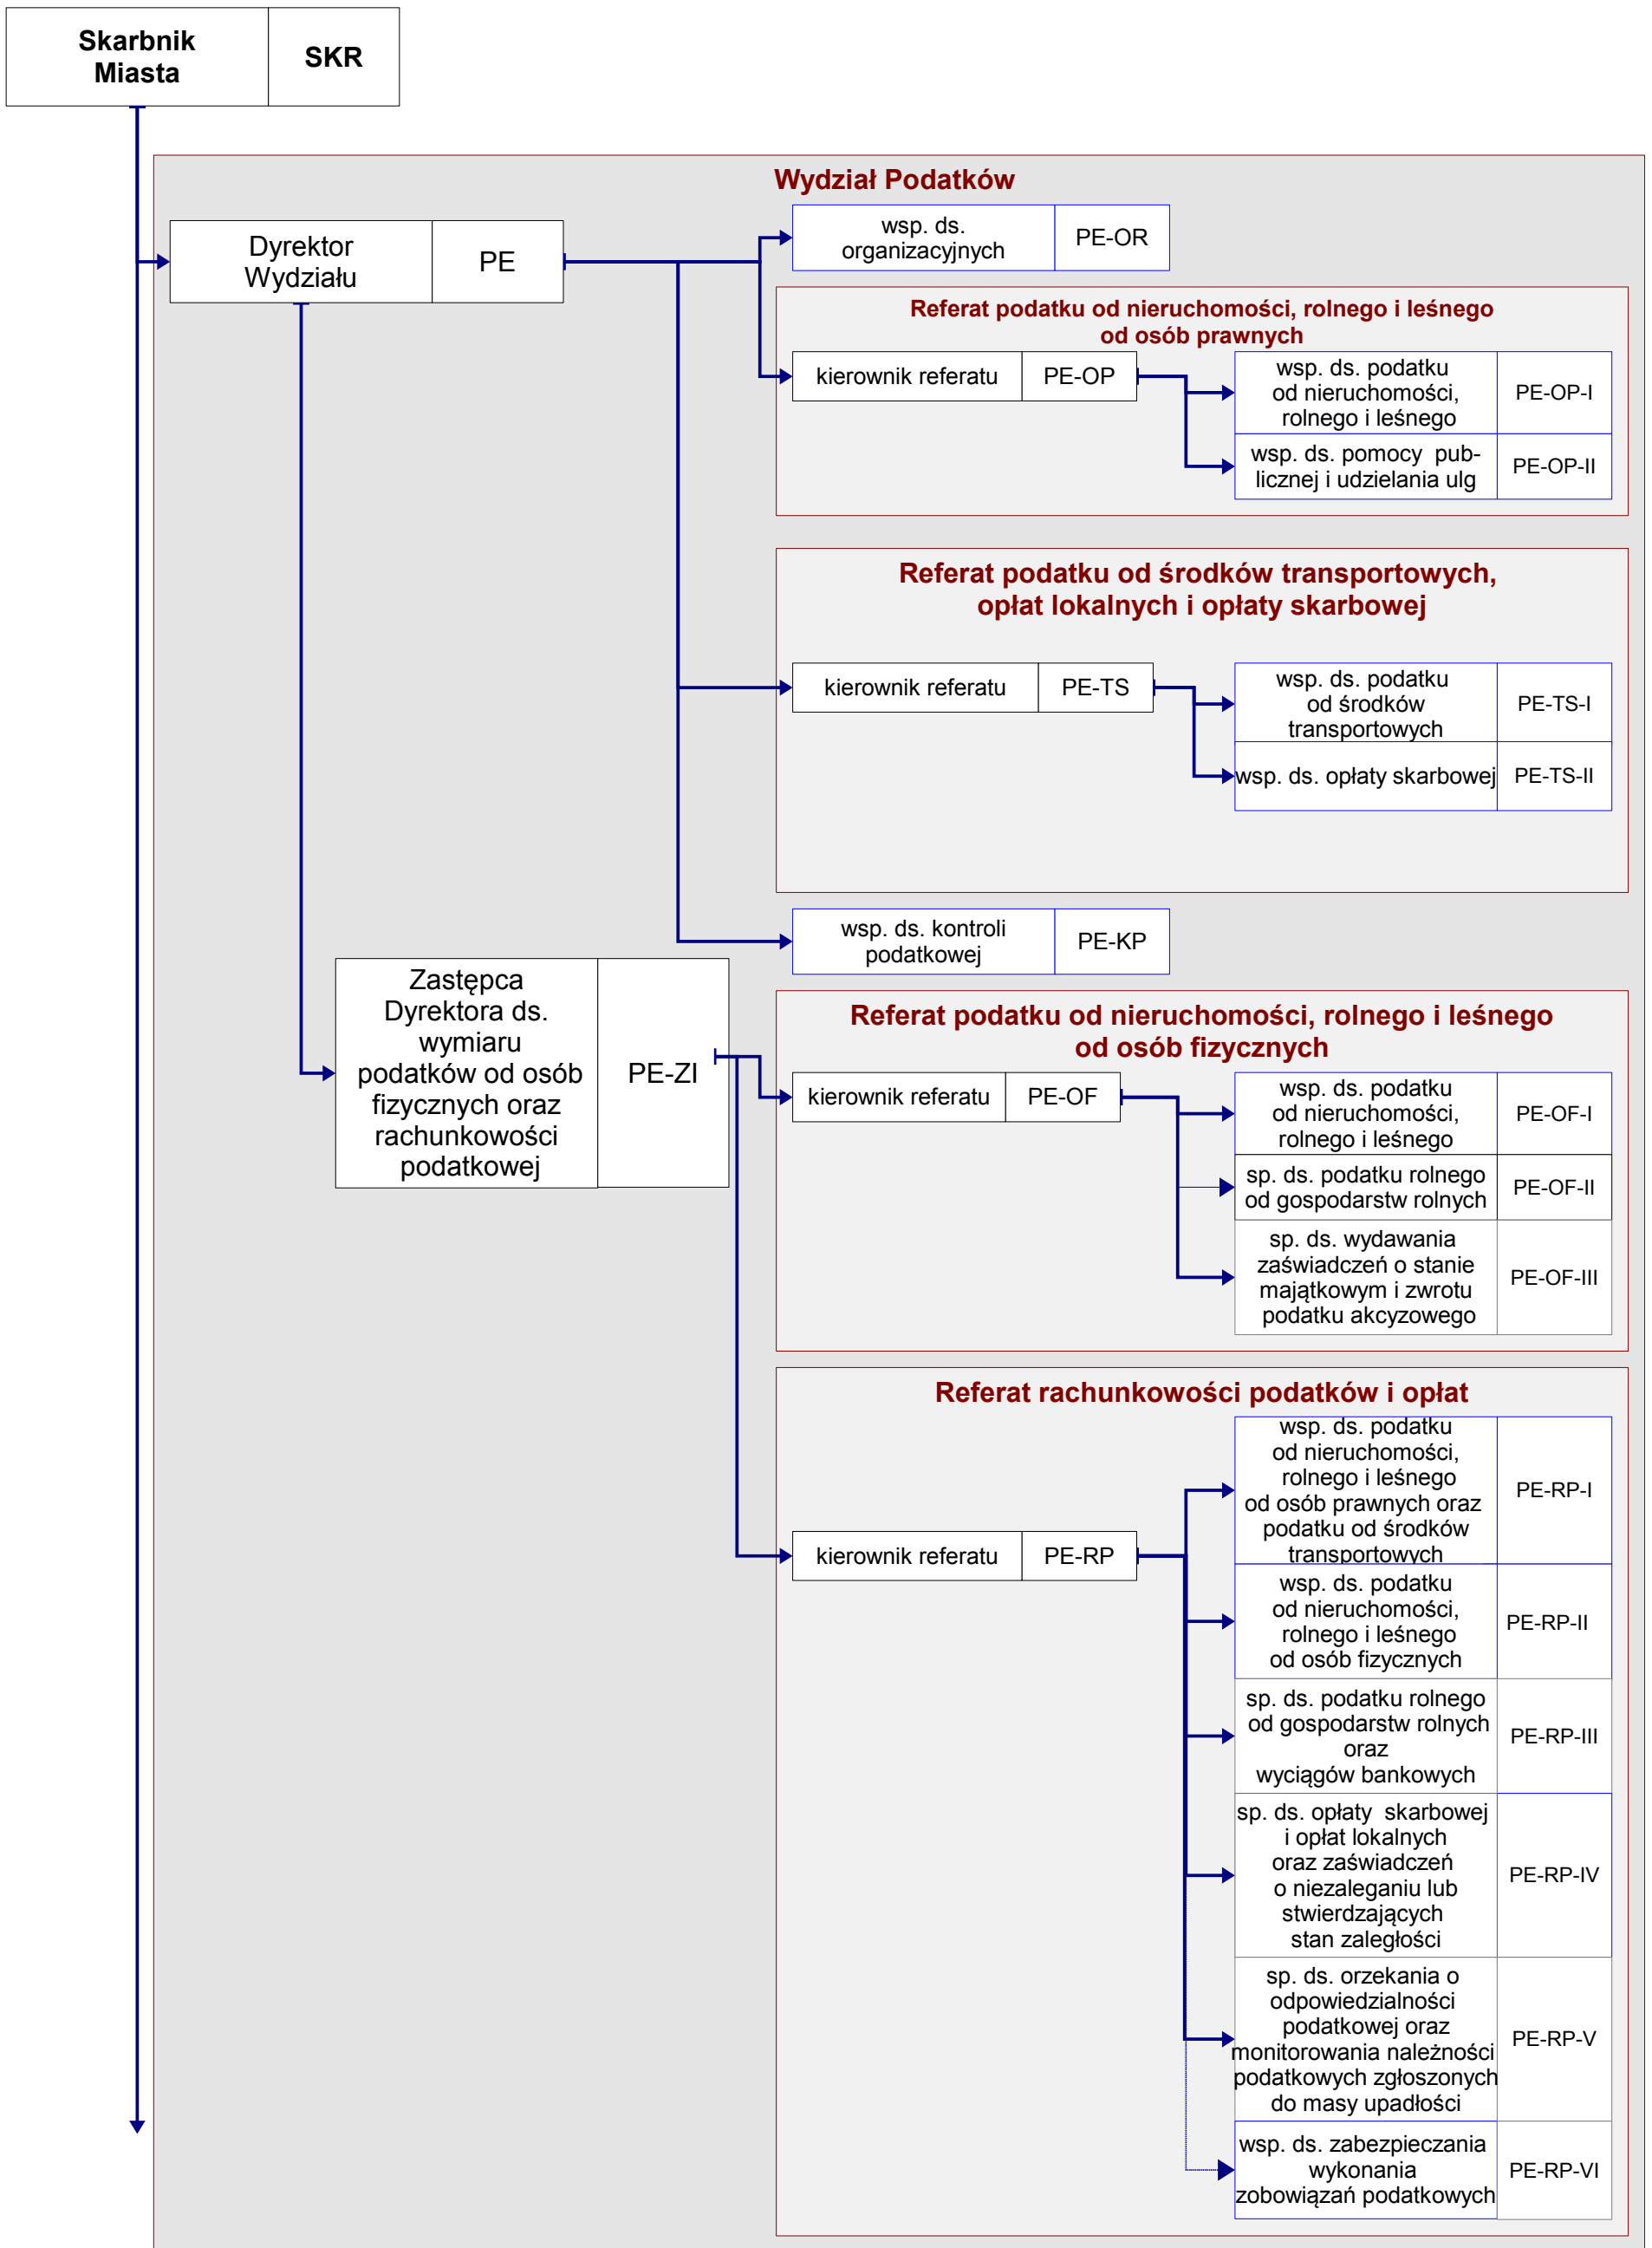 Skarbnik
Miasta
SKR
Wydział Podatków
Dyrektor
Wydziału
PE
wsp. ds.
organizacyjnych
PE-OR
Referat podatku od nieruchomości, rolnego i leśnego
od osób prawnych
kierownik referatu
PE-OP
wsp. ds. podatku
od nieruchomości,
rolnego i leśnego
PE-OP-I
wsp. ds. pomocy  pub-
licznej i udzielania ulg
PE-OP-II
Referat podatku od środków transportowych,
opłat lokalnych i opłaty skarbowej
kierownik referatu
PE-TS
wsp. ds. podatku
od środków
transportowych
PE-TS-I
wsp. ds. opłaty skarbowej
PE-TS-II
wsp. ds. kontroli
podatkowej
PE-KP
Zastępca
Dyrektora ds.
wymiaru
podatków od osób
fizycznych oraz
rachunkowości
podatkowej
PE-ZI
Referat podatku od nieruchomości, rolnego i leśnego
od osób fizycznych
kierownik referatu
PE-OF
wsp. ds. podatku
od nieruchomości,
rolnego i leśnego
PE-OF-I
sp. ds. podatku rolnego
od gospodarstw rolnych
PE-OF-II
sp. ds. wydawania
zaświadczeń o stanie
majątkowym i zwrotu
podatku akcyzowego
PE-OF-III
Referat rachunkowości podatków i opłat
kierownik referatu
PE-RP
wsp. ds. podatku
od nieruchomości,
rolnego i leśnego
od osób prawnych oraz
podatku od środków
transportowych
PE-RP-I
wsp. ds. podatku
od nieruchomości,
rolnego i leśnego
od osób fizycznych
PE-RP-II
sp. ds. podatku rolnego
od gospodarstw rolnych
oraz
wyciągów bankowych
PE-RP-III
sp. ds. opłaty  skarbowej
i opłat lokalnych
oraz zaświadczeń
o niezaleganiu lub
stwierdzających
stan zaległości
PE-RP-IV
sp. ds. orzekania o
odpowiedzialności
podatkowej oraz
monitorowania należności
podatkowych zgłoszonych
do masy upadłości
PE-RP-V
wsp. ds. zabezpieczania
wykonania
zobowiązań podatkowych
PE-RP-VI